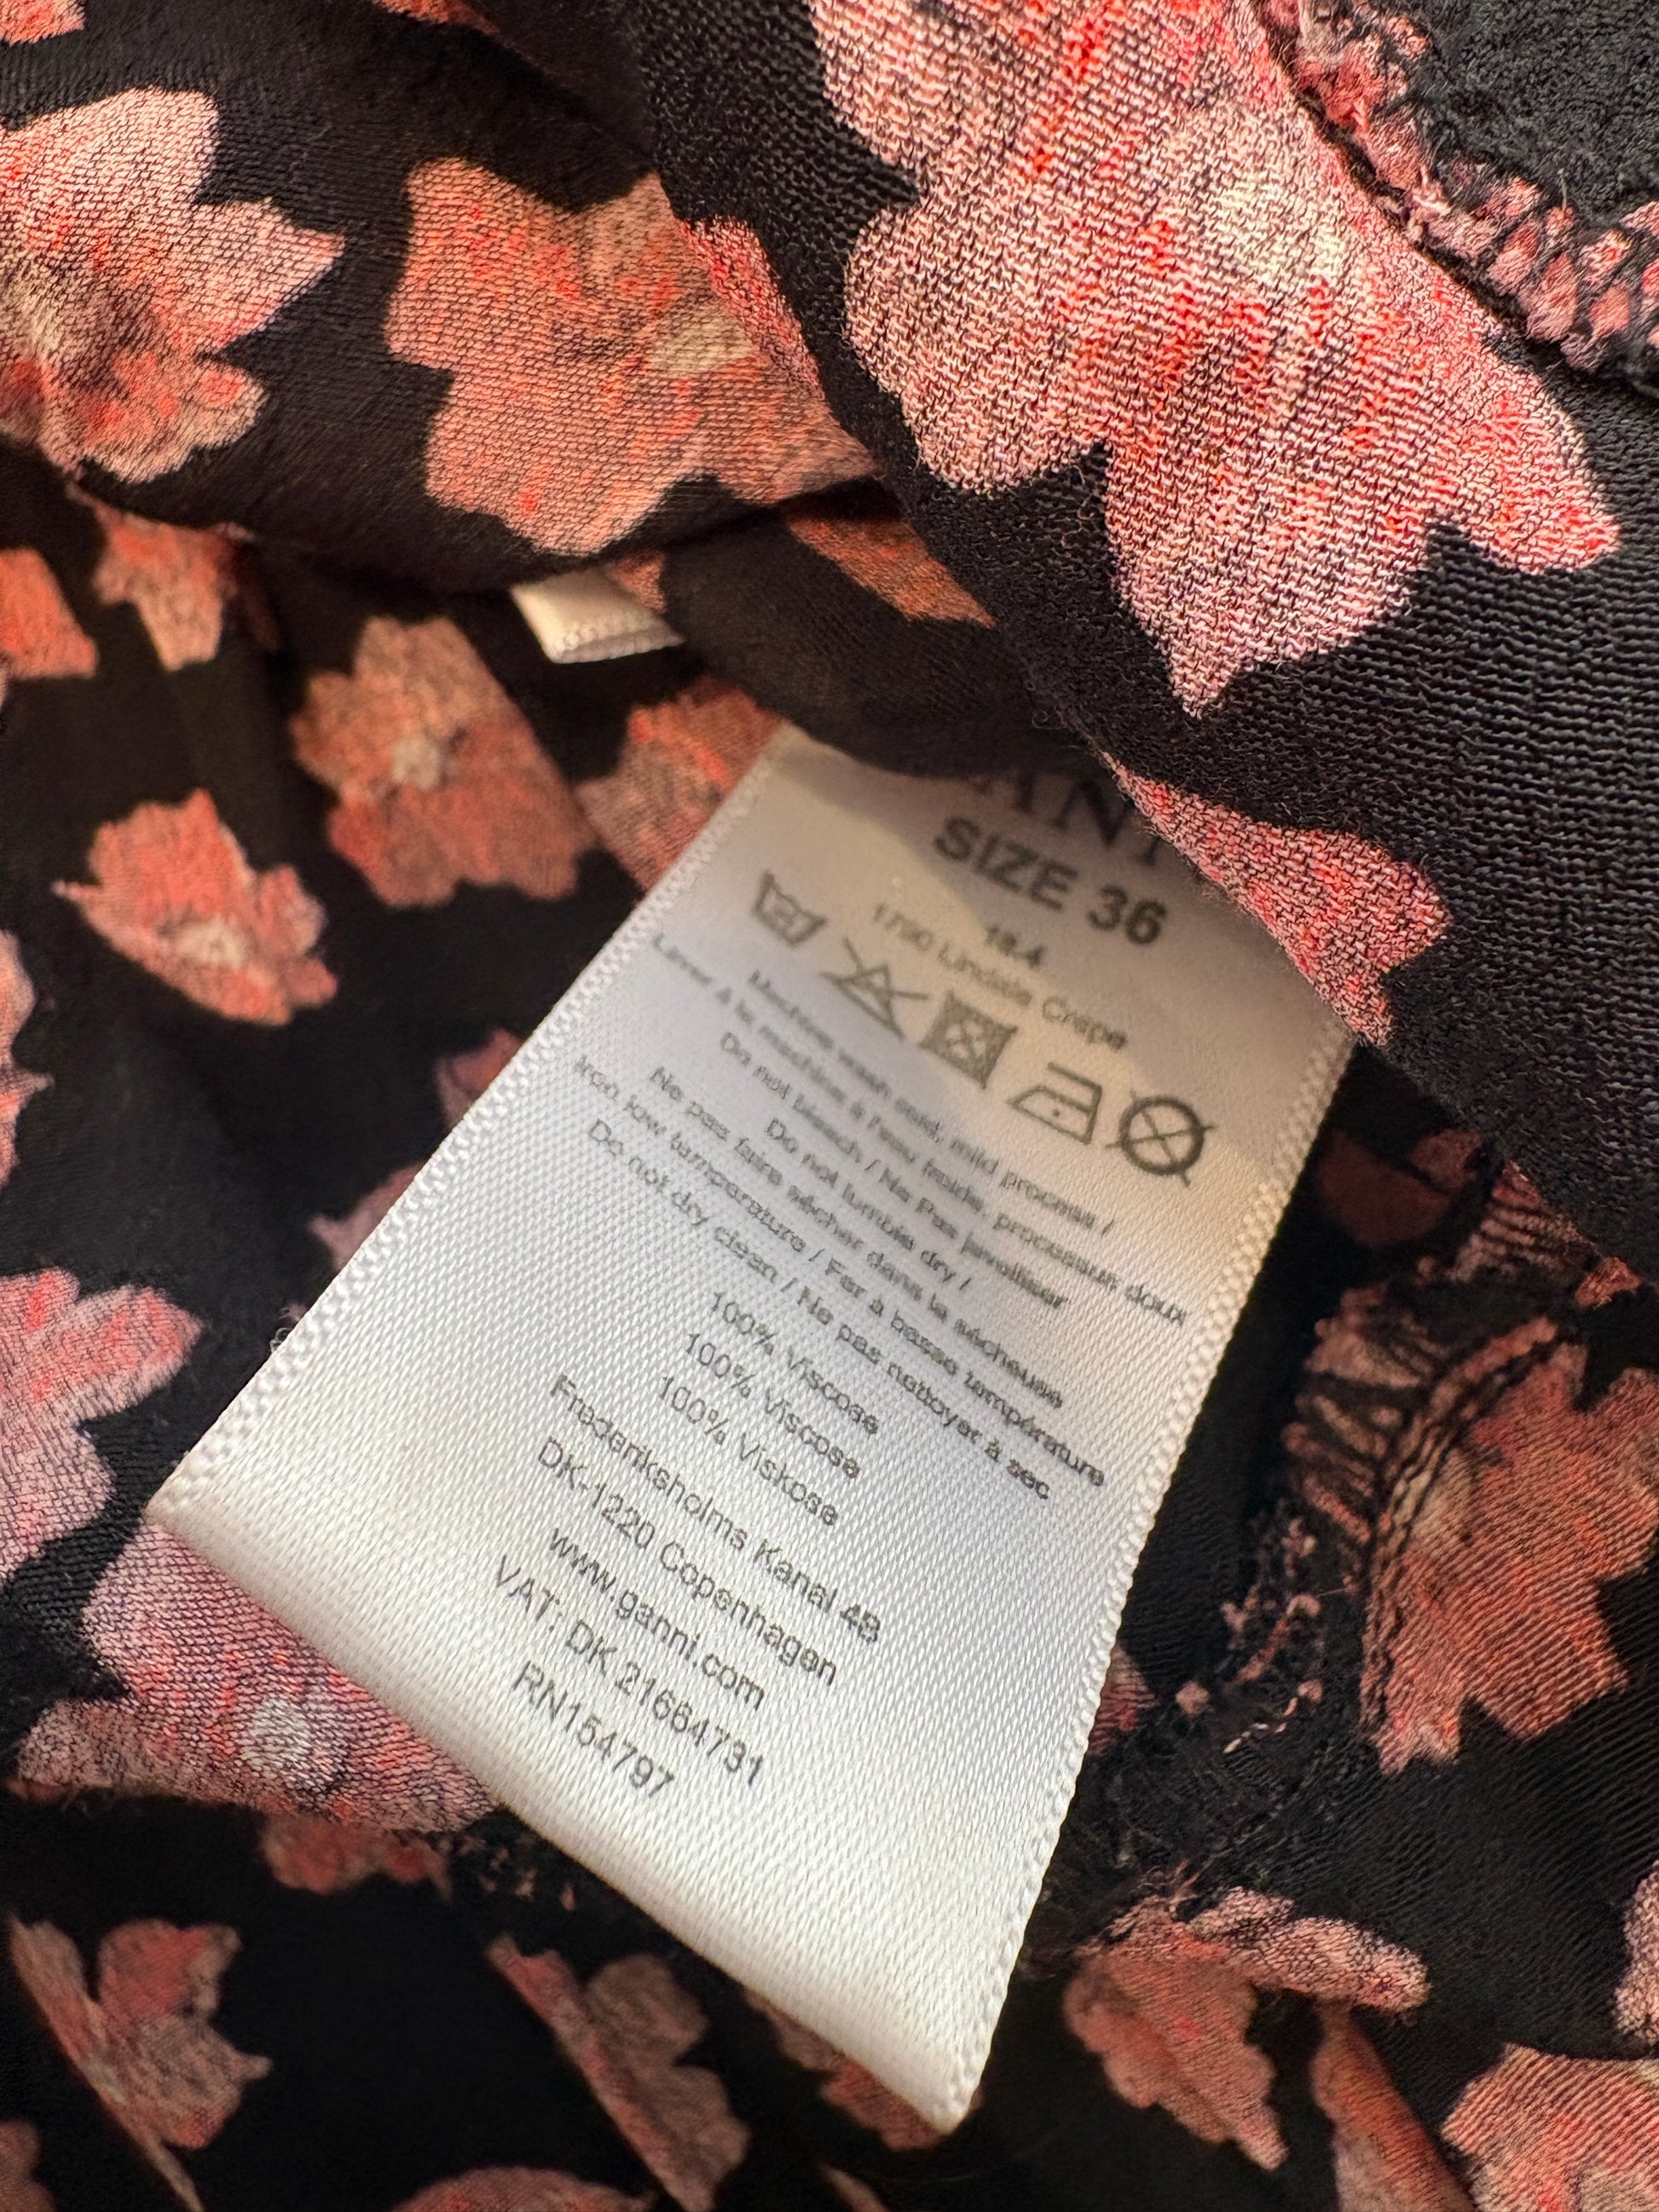 GANNI
SIZE 36
18.4
1790 Lindale Crepe
Machine wash cold, mild process /
Laver à la machine à l'eau froide, processus doux
Do not bleach / Ne Pas javelliser
Do not tumble dry /
Ne pas faire sécher dans la sécheuse
Iron low temperature / Fer à basse température
Do not dry clean / Ne pas nettoyer à sec
100% Viscose
100% Viscose
100% Viskose
Frederiksholms Kanal 4B
DK-1220 Copenhagen
www.ganni.com
VAT: DK 21664731
RN154797